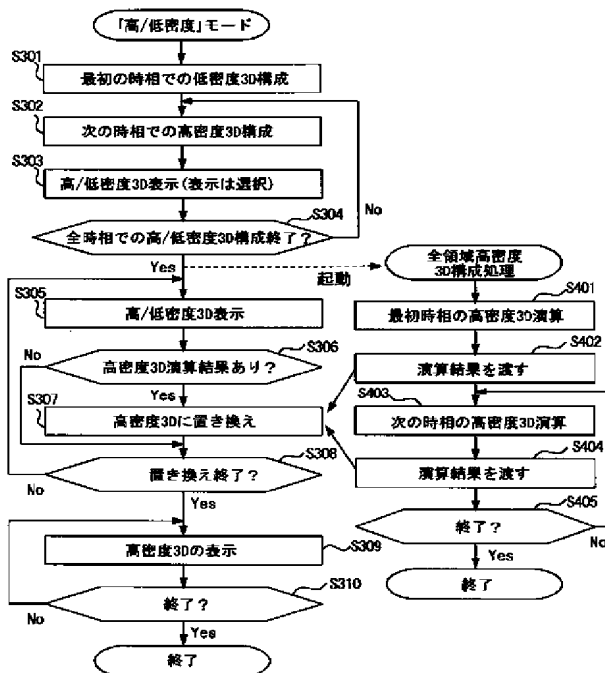 「高/低密度」モード
S301
最初の時相での低密度3D構成
S302
次の時相での高密度3D構成
S303
高/低密度3D表示(表示は選択)
S304
全時相での高/低密度3D構成終了?
No
Yes
起動
S305
高/低密度3D表示
S306
高密度3D演算結果あり?
No
Yes
S307
高密度3Dに置き換え
S308
置き換え終了?
No
Yes
高密度3Dの表示
S309
S310
終了?
No
Yes
終了
全領域高密度
3D構成処理
S401
最初時相の高密度3D演算
S402
演算結果を渡す
S403
次の時相の高密度3D演算
S404
演算結果を渡す
S405
終了?
No
Yes
終了